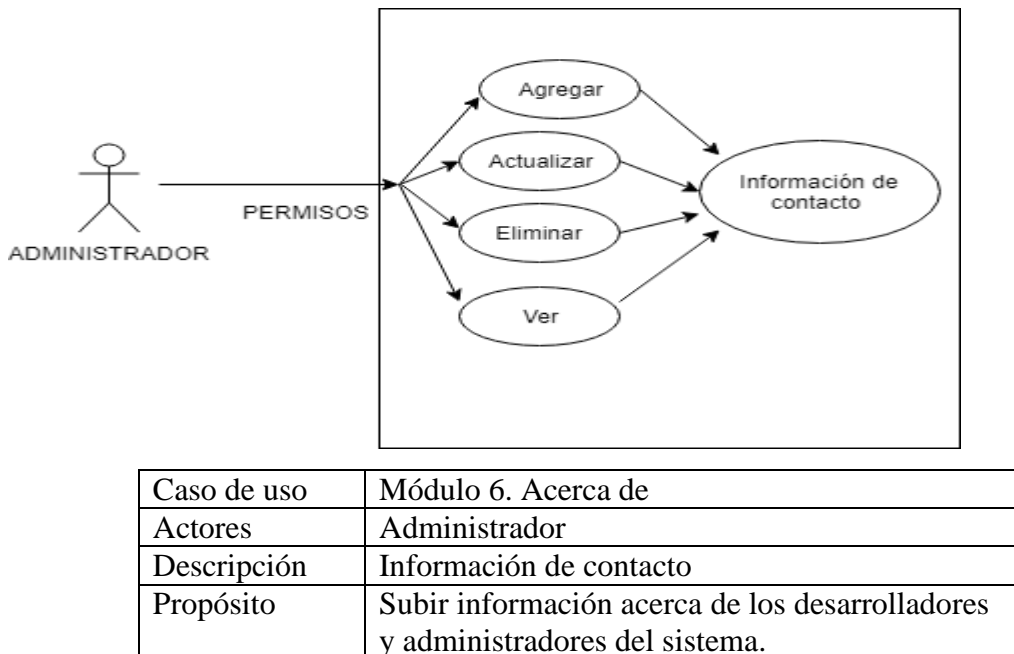 Agregar
Actualizar
Información de
contacto
PERMISOS
Eliminar
ADMINISTRADOR
Ver
Caso de uso Módulo 6. Acerca de
Actores Administrador
Descripción Información de contacto
Propósito Subir información acerca de los desarrolladores
y administradores del sistema.